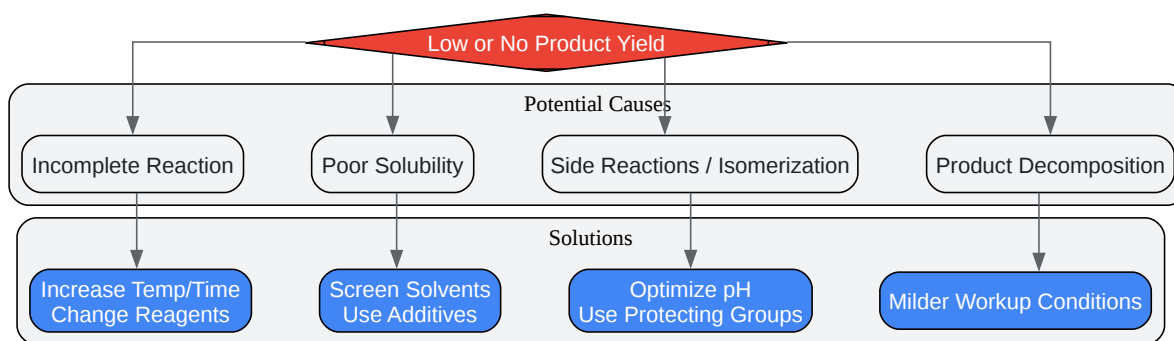 Low or No Product Yield
Potential Causes
Incomplete Reaction
Poor Solubility
Side Reactions / Isomerization
Product Decomposition
Solutions
Increase Temp/Time
Change Reagents
Screen Solvents
Use Additives
Optimize pH
Use Protecting Groups
Milder Workup Conditions